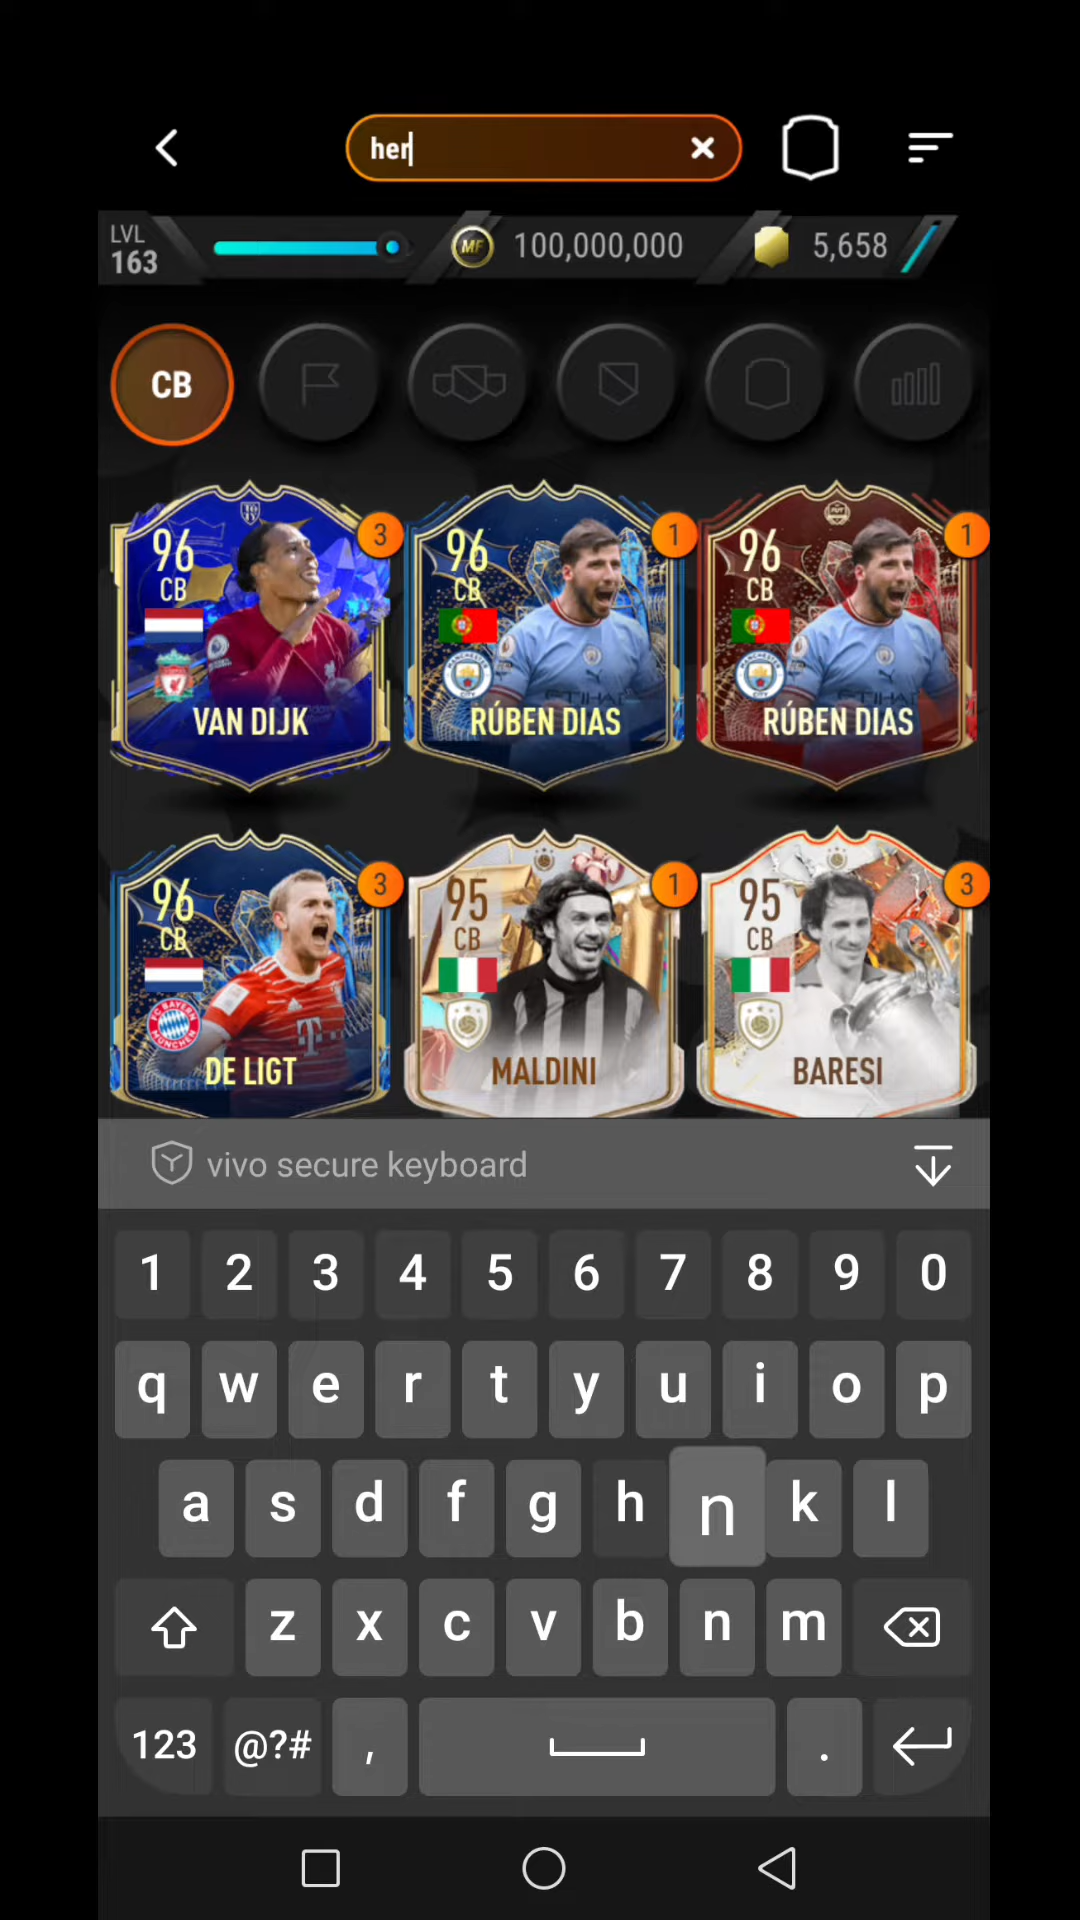 her
LVL
163
MF
100,000,000
5,658
CB
96
CB
3
VAN DIJK
96
CB
1
RÚBEN DIAS
96
CB
1
RÚBEN DIAS
96
CB
3
DE LIGT
95
CB
1
MALDINI
95
CB
3
BARESI
vivo secure keyboard
1 2 3 4 5 6 7 8 9 0
q w e r t y u i o p
a s d f g h n k l
z x c v b n m
123 @?# , .